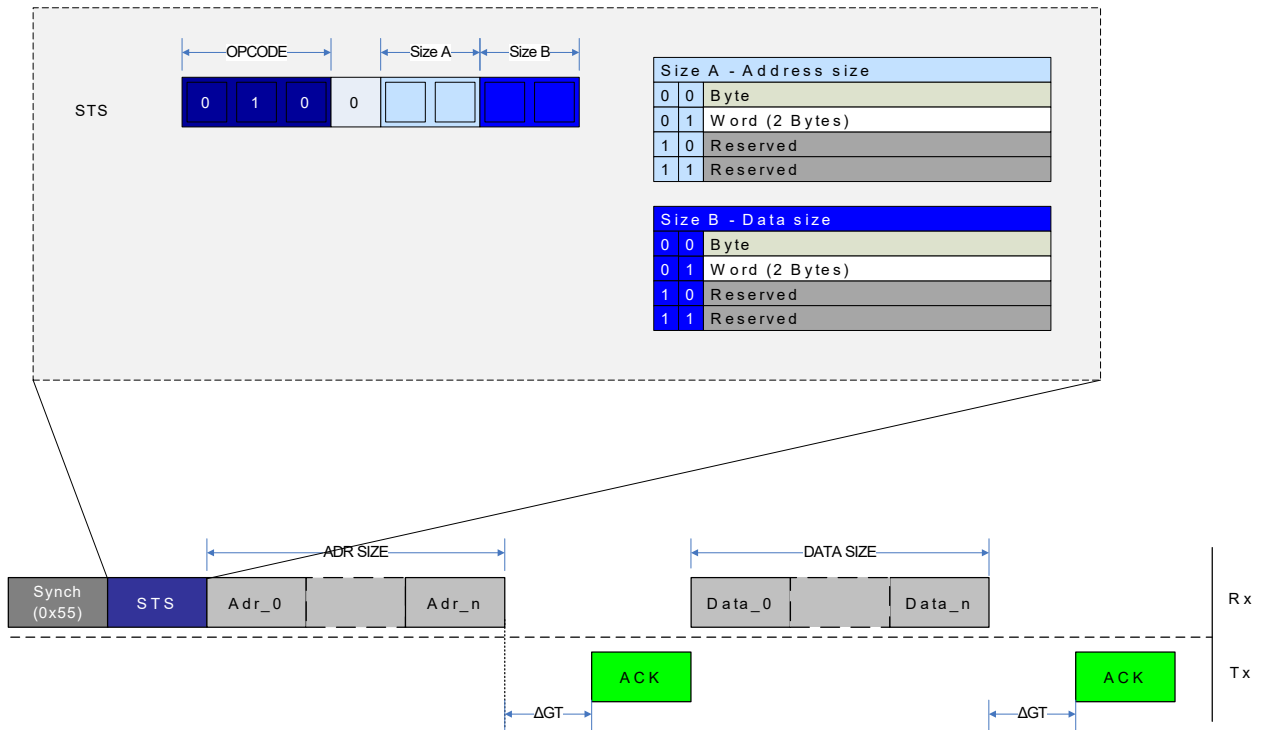 OPCODE Size A Size B
STS 0 1 0 0
Size A - Address size
0 0 Byte
0 1 Word (2 Bytes)
1 0 Reserved
1 1 Reserved
Size B - Data size
0 0 Byte
0 1 Word (2 Bytes)
1 0 Reserved
1 1 Reserved
ADR SIZE DATA SIZE
Synch
(0x55)
STS Adr_0 Adr_n Data_0 Data_n Rx
ACK ACK Tx
ΔGT ΔGT